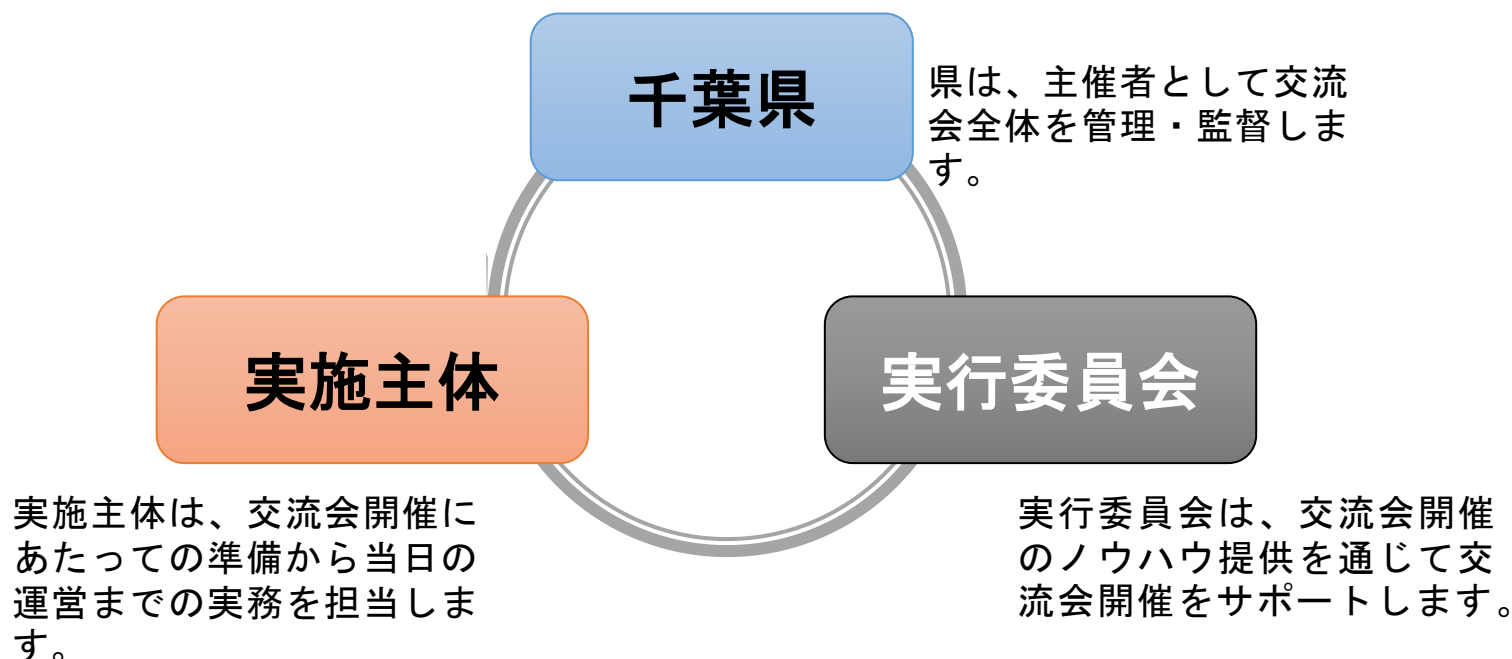 千葉県
県は、主催者として交流
会全体を管理・監督しま
す。
実施主体
実行委員会
実施主体は、交流会開催に
あたっての準備から当日の
運営までの実務を担当しま
す。
実行委員会は、交流会開催
のノウハウ提供を通じて交
流会開催をサポートします。